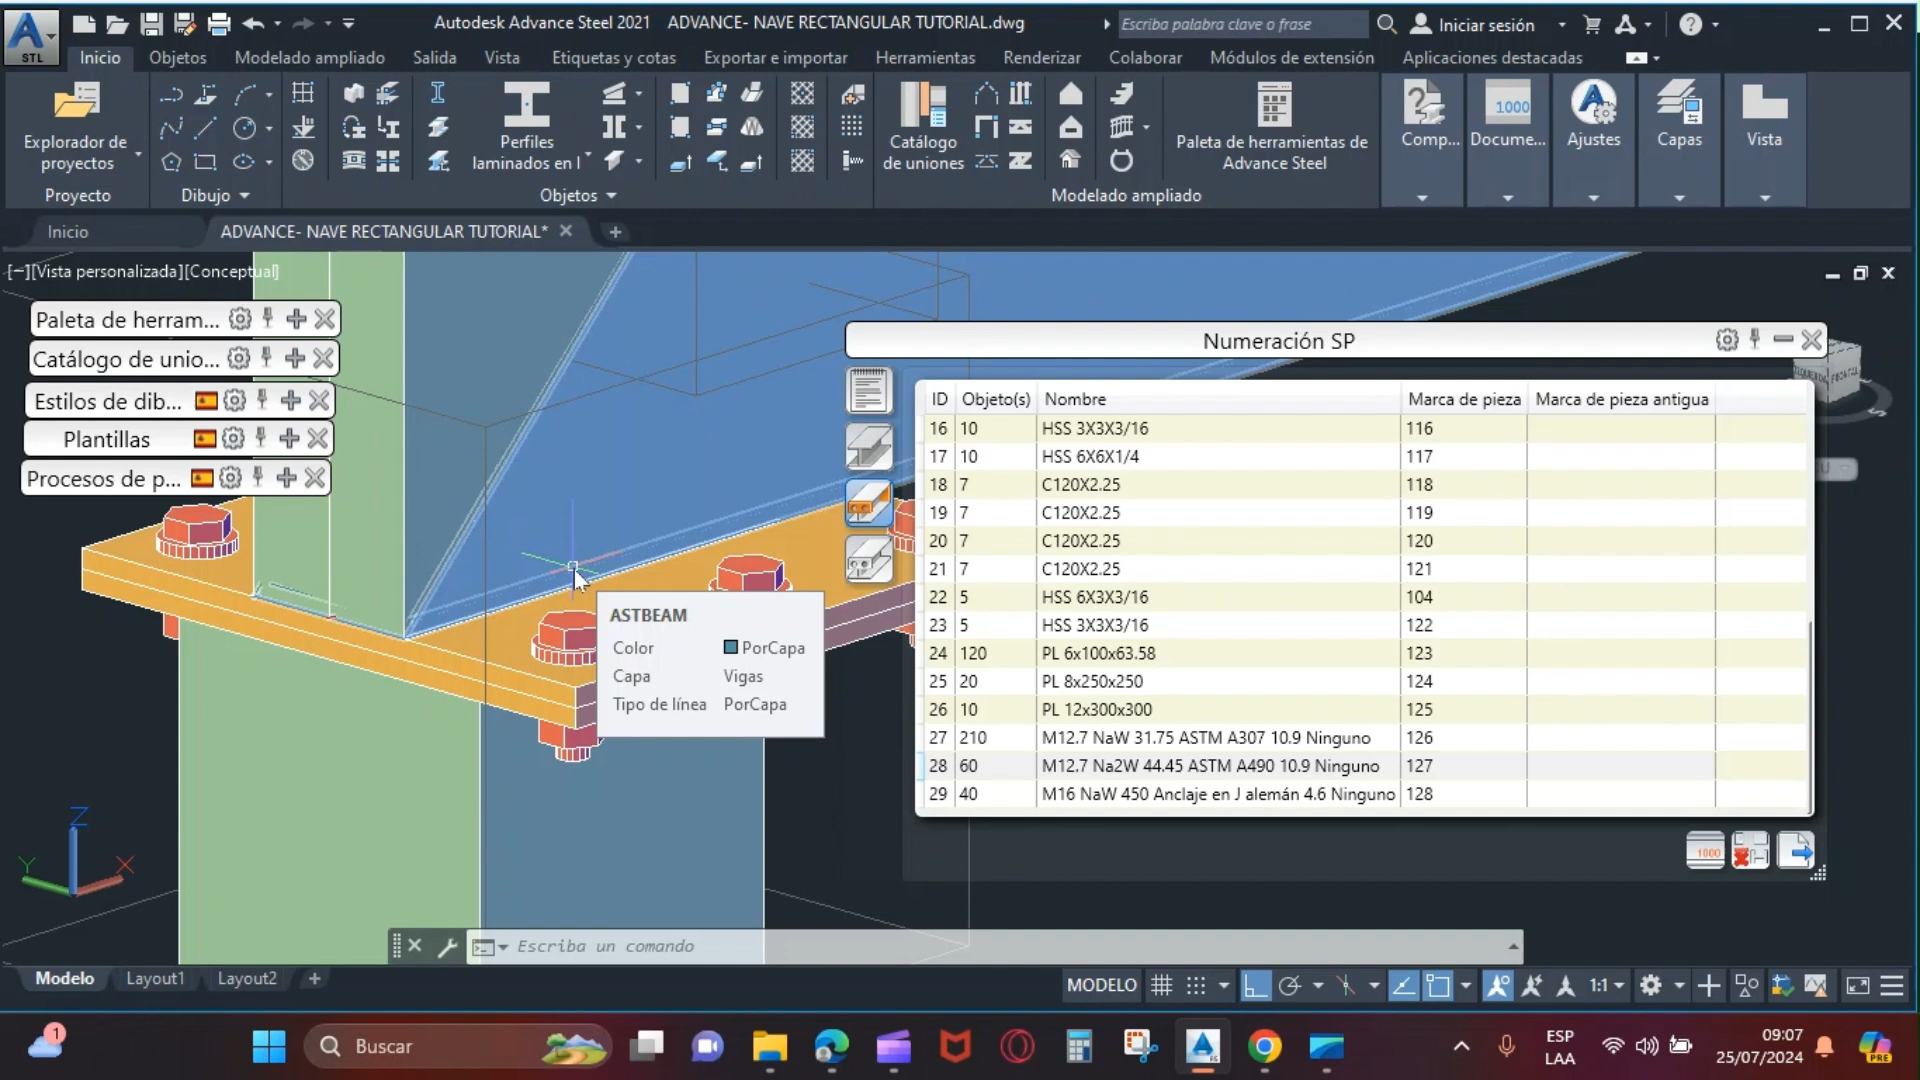 Autodesk Advance Steel 2021 ADVANCE- NAVE RECTANGULAR TUTORIAL.dwg
Escriba palabra clave o frase
Iniciar sesión
STL
Inicio Objetos Modelado ampliado Salida Vista Etiquetas y cotas Exportar e importar Herramientas Renderizar Colaborar Módulos de extensión Aplicaciones destacadas
Explorador de
proyectos
Perfiles
laminados en I
Catálogo
de uniones
Paleta de herramientas de
Advance Steel
Comp...
1000
Docume...
Ajustes
Capas
Vista
Proyecto
Dibujo
Objetos
Modelado ampliado
Inicio
ADVANCE- NAVE RECTANGULAR TUTORIAL*
[−][Vista personalizada][Conceptual]
Paleta de herram...
Catálogo de unio...
Estilos de dib...
Plantillas
Procesos de p...
FRONTAL
Numeración SP
ID Objeto(s) Nombre Marca de pieza Marca de pieza antigua
16 10 HSS 3X3X3/16 116
17 10 HSS 6X6X1/4 117
18 7 C120X2.25 118
19 7 C120X2.25 119
20 7 C120X2.25 120
21 7 C120X2.25 121
22 5 HSS 6X3X3/16 104
23 5 HSS 3X3X3/16 122
24 120 PL 6x100x63.58 123
25 20 PL 8x250x250 124
26 10 PL 12x300x300 125
27 210 M12.7 NaW 31.75 ASTM A307 10.9 Ninguno 126
28 60 M12.7 Na2W 44.45 ASTM A490 10.9 Ninguno 127
29 40 M16 NaW 450 Anclaje en J alemán 4.6 Ninguno 128
1000
ASTBEAM
Color PorCapa
Capa Vigas
Tipo de línea PorCapa
Z
Y
X
Escriba un comando
Modelo Layout1 Layout2
MODELO
1:1
1
Buscar
ESP
LAA
09:07
25/07/2024
PRE